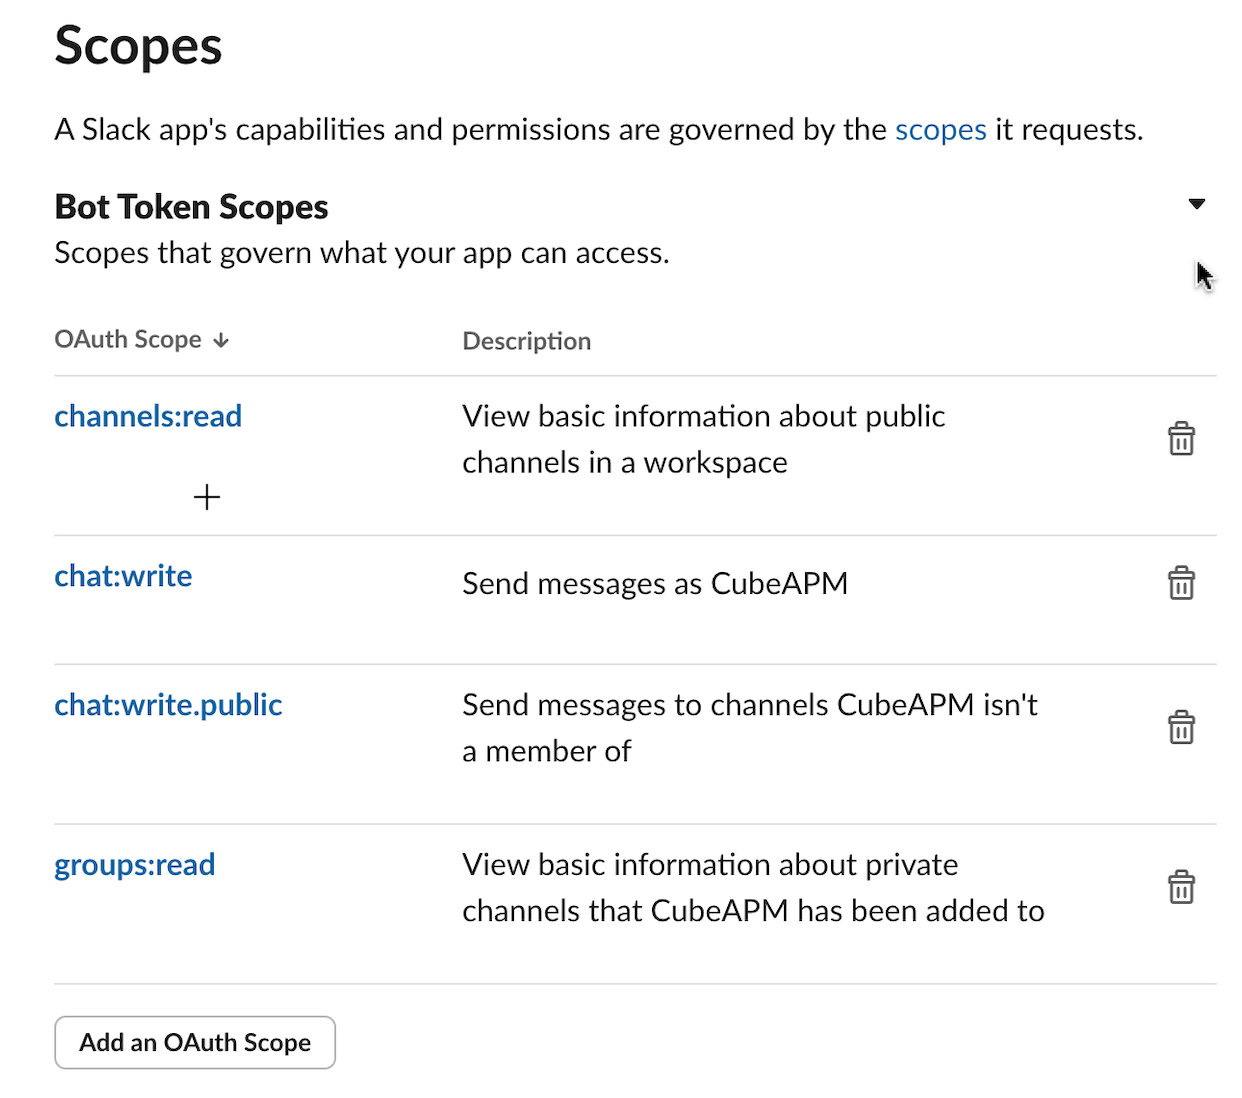 Scopes
A Slack app's capabilities and permissions are governed by the scopes it requests.
Bot Token Scopes
Scopes that govern what your app can access.
OAuth Scope ↓ Description
channels:read View basic information about public
channels in a workspace
chat:write Send messages as CubeAPM
chat:write.public Send messages to channels CubeAPM isn't
a member of
groups:read View basic information about private
channels that CubeAPM has been added to
Add an OAuth Scope